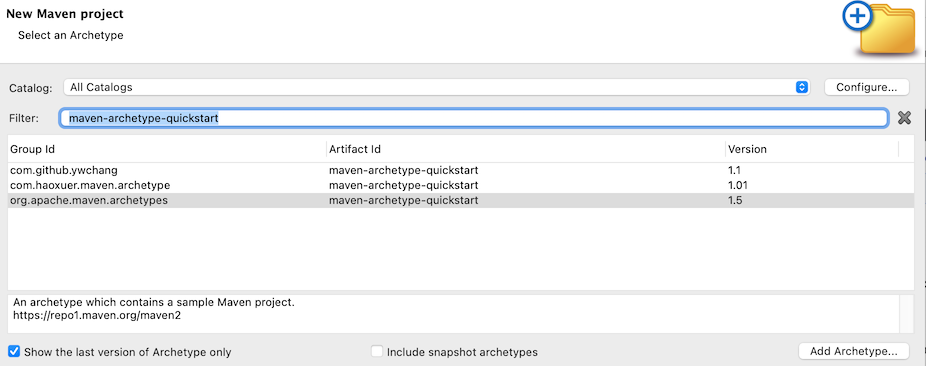 New Maven project
Select an Archetype
Catalog: All Catalogs Configure...
Filter: maven-archetype-quickstart
Group Id Artifact Id Version
com.github.ywchang maven-archetype-quickstart 1.1
com.haoxuer.maven.archetype maven-archetype-quickstart 1.01
org.apache.maven.archetypes maven-archetype-quickstart 1.5
An archetype which contains a sample Maven project.
https://repo1.maven.org/maven2
Show the last version of Archetype only Include snapshot archetypes Add Archetype...